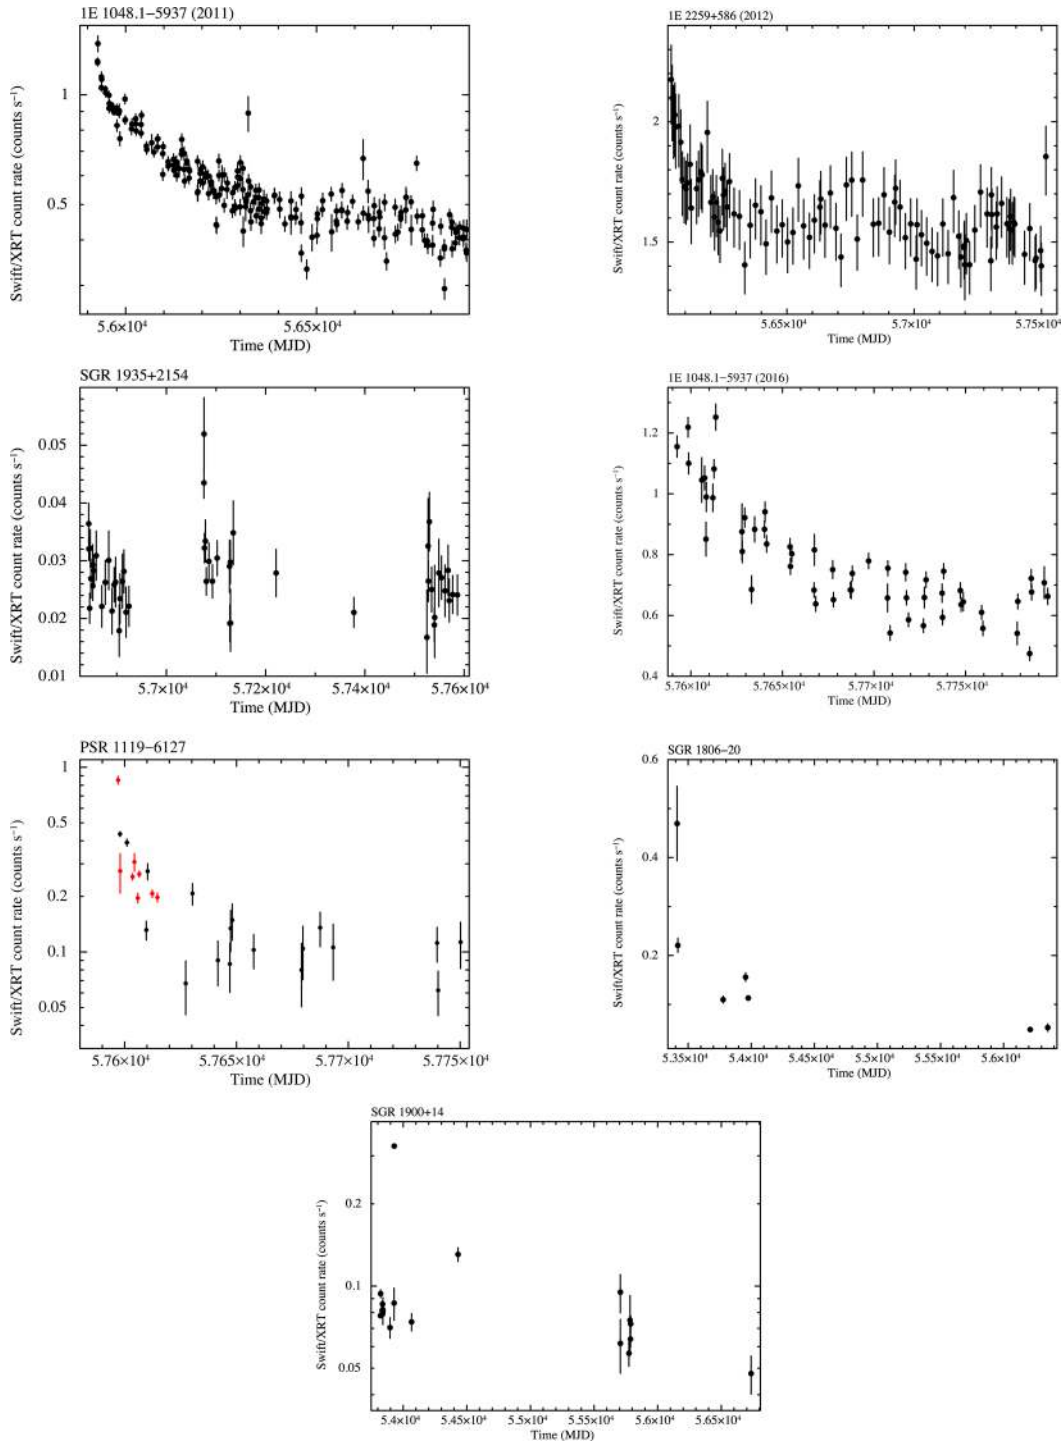 1E 1048.1−5937 (2011)
Swift/XRT count rate (counts s⁻¹)
1
0.5
5.6×10⁴ 5.65×10⁴
Time (MJD)
1E 2259+586 (2012)
Swift/XRT count rate (counts s⁻¹)
2
1.5
5.65×10⁴ 5.7×10⁴ 5.75×10⁴
Time (MJD)
SGR 1935+2154
Swift/XRT count rate (counts s⁻¹)
0.05
0.04
0.03
0.02
0.01
5.7×10⁴ 5.72×10⁴ 5.74×10⁴ 5.76×10⁴
Time (MJD)
1E 1048.1−5937 (2016)
Swift/XRT count rate (counts s⁻¹)
1.2
1
0.8
0.6
0.4
5.76×10⁴ 5.765×10⁴ 5.77×10⁴ 5.775×10⁴
Time (MJD)
PSR 1119−6127
Swift/XRT count rate (counts s⁻¹)
1
0.5
0.2
0.1
0.05
5.76×10⁴ 5.765×10⁴ 5.77×10⁴ 5.775×10⁴
Time (MJD)
SGR 1806−20
Swift/XRT count rate (counts s⁻¹)
0.6
0.4
0.2
5.35×10⁴ 5.4×10⁴ 5.45×10⁴ 5.5×10⁴ 5.55×10⁴ 5.6×10⁴
Time (MJD)
SGR 1900+14
Swift/XRT count rate (counts s⁻¹)
0.2
0.1
0.05
5.4×10⁴ 5.45×10⁴ 5.5×10⁴ 5.55×10⁴ 5.6×10⁴ 5.65×10⁴
Time (MJD)